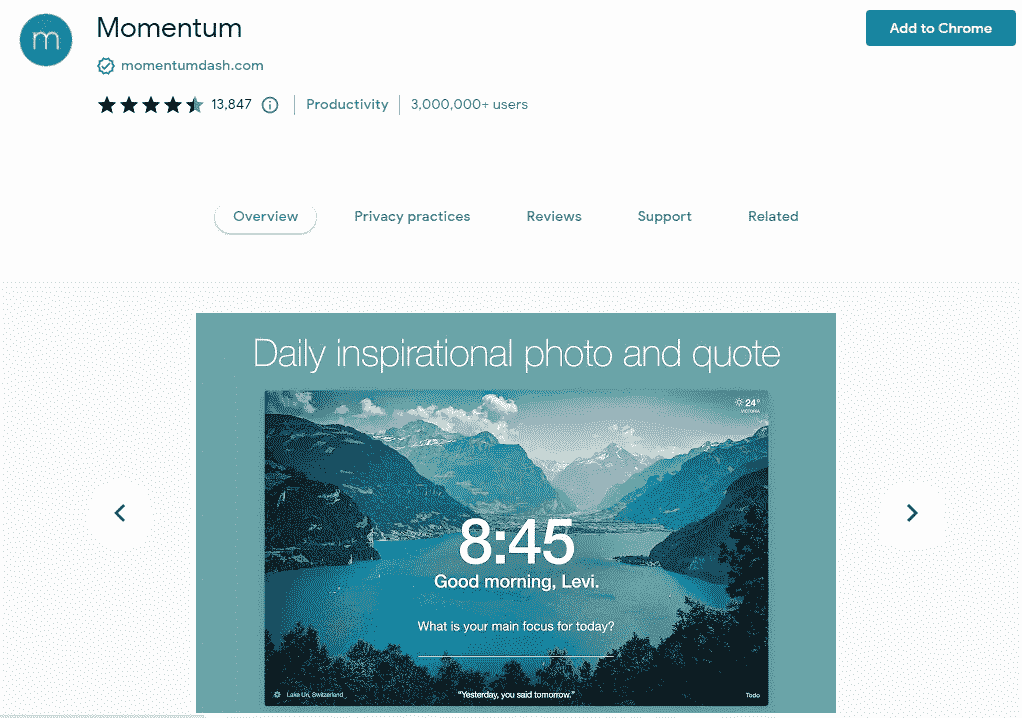 m
Momentum
Add to Chrome
momentumdash.com
13,847
Productivity
3,000,000+ users
Overview
Privacy practices
Reviews
Support
Related
Daily inspirational photo and quote
24°
VICTORIA
8:45
Good morning, Levi.
What is your main focus for today?
Lake Uri, Switzerland
"Yesterday, you said tomorrow."
Todo